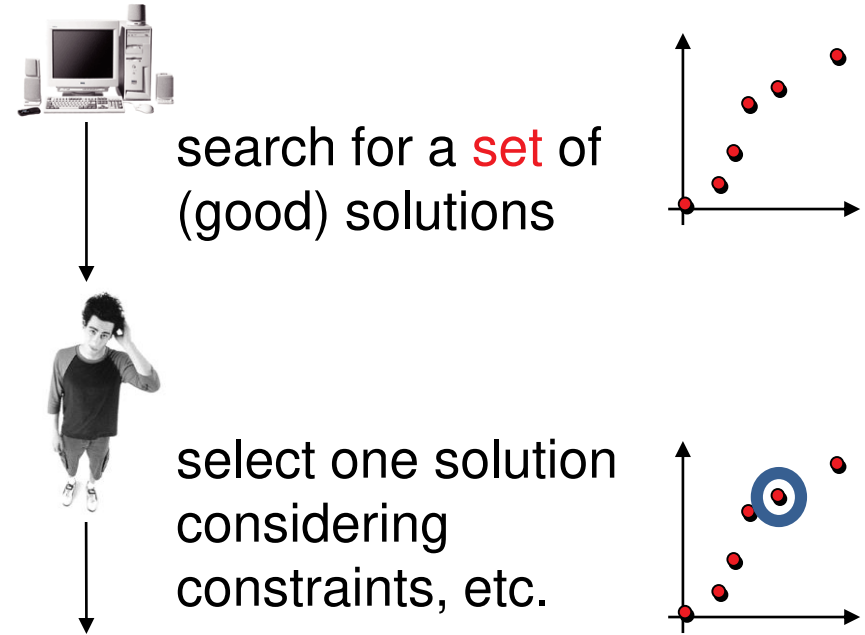 search for a set of
(good) solutions
select one solution
considering
constraints, etc.